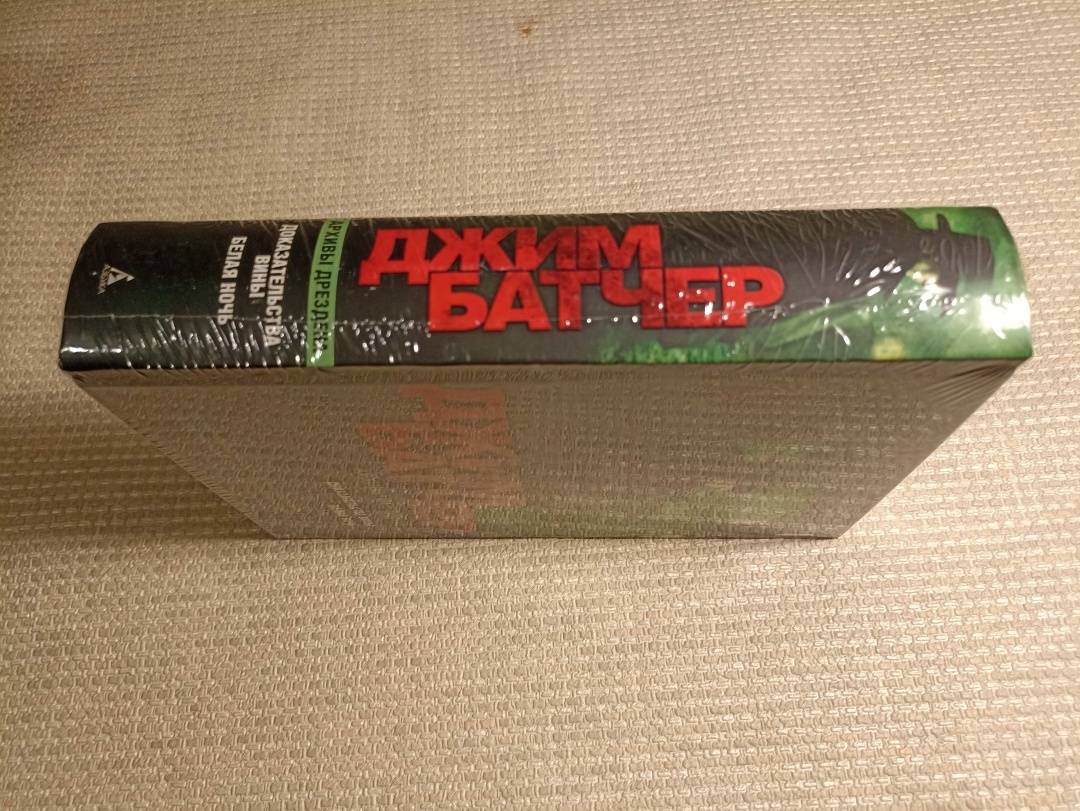 ДЖИМ
БАТЧЕР
АРХИВЫ ДРЕЗДЕНА
ДОКАЗАТЕЛЬСТВА
ВИНЫ
БЕЛАЯ НОЧЬ